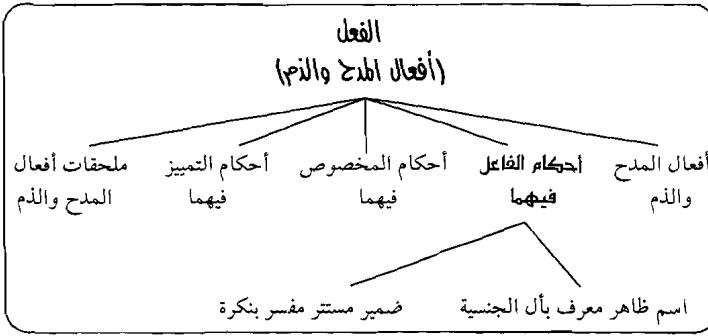 الفعل
(أفعال المدح والذم)
أفعال المدح والذم
أحكام الفاعل فيهما
أحكام المخصوص فيهما
أحكام التمييز فيهما
ملحقات أفعال المدح والذم
اسم ظاهر معرف بأل الجنسية
ضمير مستتر مفسر بنكرة